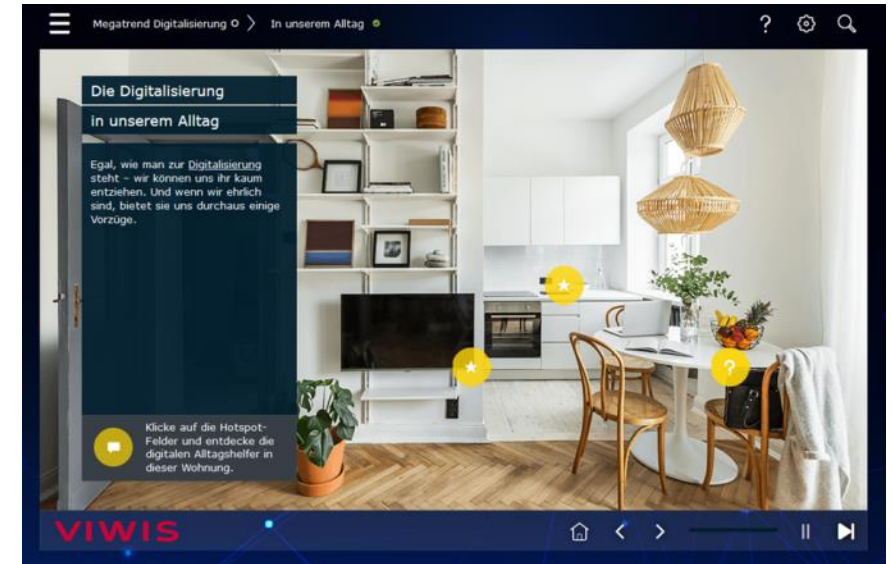 Megatrend Digitalisierung
In unserem Alltag
?
Die Digitalisierung
in unserem Alltag
Egal, wie man zur Digitalisierung
steht – wir können uns ihr kaum
entziehen. Und wenn wir ehrlich
sind, bietet sie uns durchaus einige
Vorzüge.
?
Klicke auf die Hotspot-
Felder und entdecke die
digitalen Alltagshelfer in
dieser Wohnung.
VIWIS